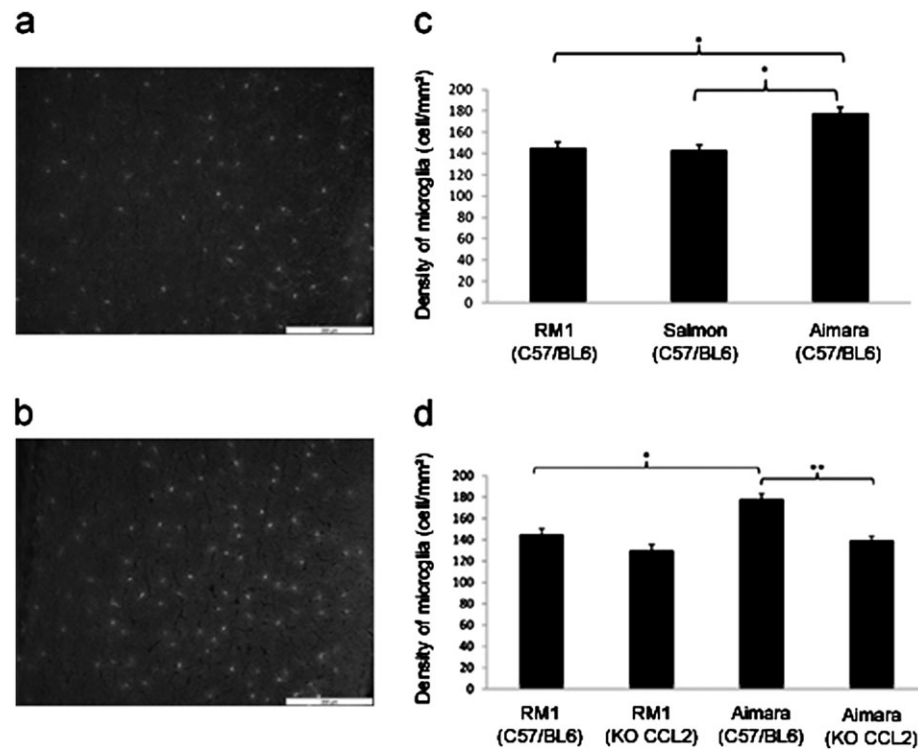 a
c
Density of microglia (cell/mm²)
200
180
160
140
120
100
80
60
40
20
0
*
*
RM1
(C57/BL6)
Salmon
(C57/BL6)
Aimara
(C57/BL6)
b
d
Density of microglia (cell/mm²)
200
180
160
140
120
100
80
60
40
20
0
*
**
RM1
(C57/BL6)
RM1
(KO CCL2)
Aimara
(C57/BL6)
Aimara
(KO CCL2)